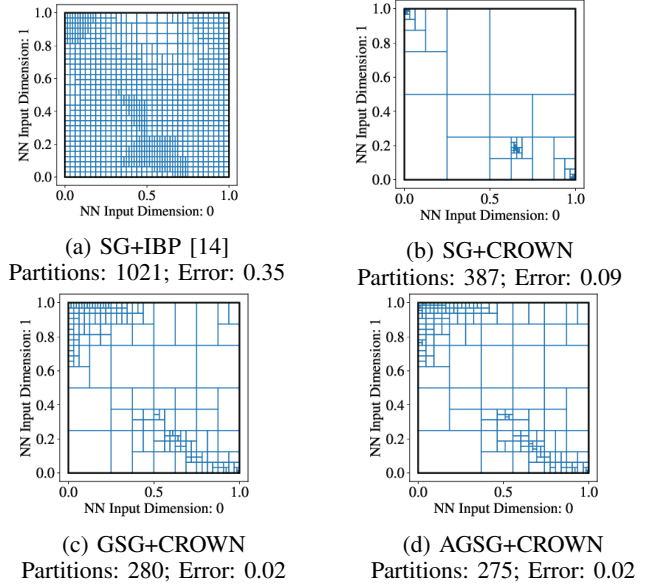 1.0
0.8
0.6
0.4
0.2
0.0
NN Input Dimension: 1
0.0 0.5 1.0
NN Input Dimension: 0
(a) SG+IBP [14]
Partitions: 1021; Error: 0.35
1.0
0.8
0.6
0.4
0.2
0.0
NN Input Dimension: 1
0.0 0.5 1.0
NN Input Dimension: 0
(b) SG+CROWN
Partitions: 387; Error: 0.09
1.0
0.8
0.6
0.4
0.2
0.0
NN Input Dimension: 1
0.0 0.5 1.0
NN Input Dimension: 0
(c) GSG+CROWN
Partitions: 280; Error: 0.02
1.0
0.8
0.6
0.4
0.2
0.0
NN Input Dimension: 1
0.0 0.5 1.0
NN Input Dimension: 0
(d) AGSG+CROWN
Partitions: 275; Error: 0.02